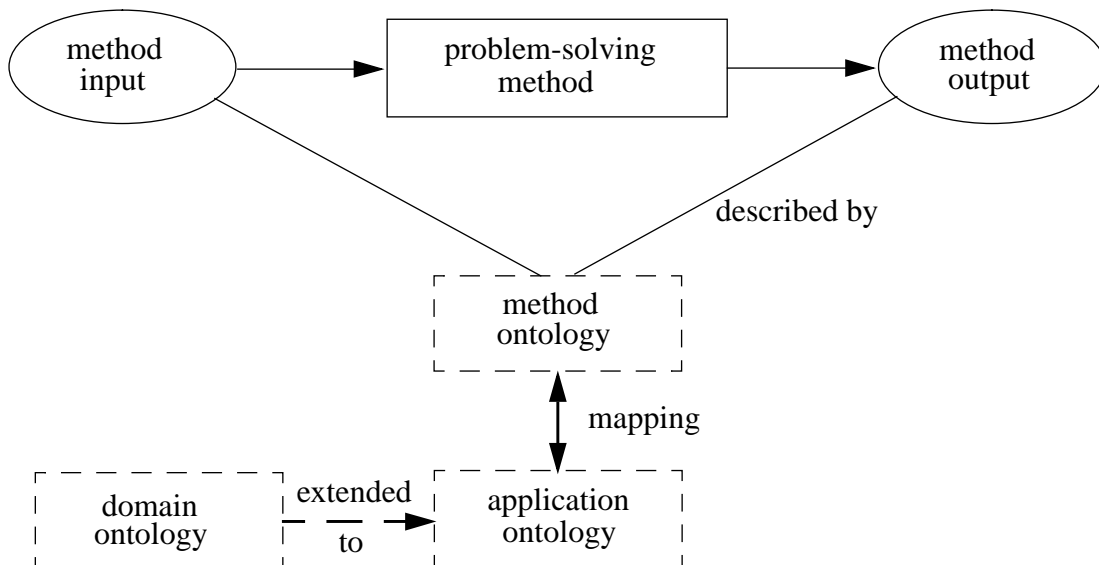 method
input
problem-solving
method
method
output
described by
method
ontology
mapping
domain
ontology
extended
to
application
ontology